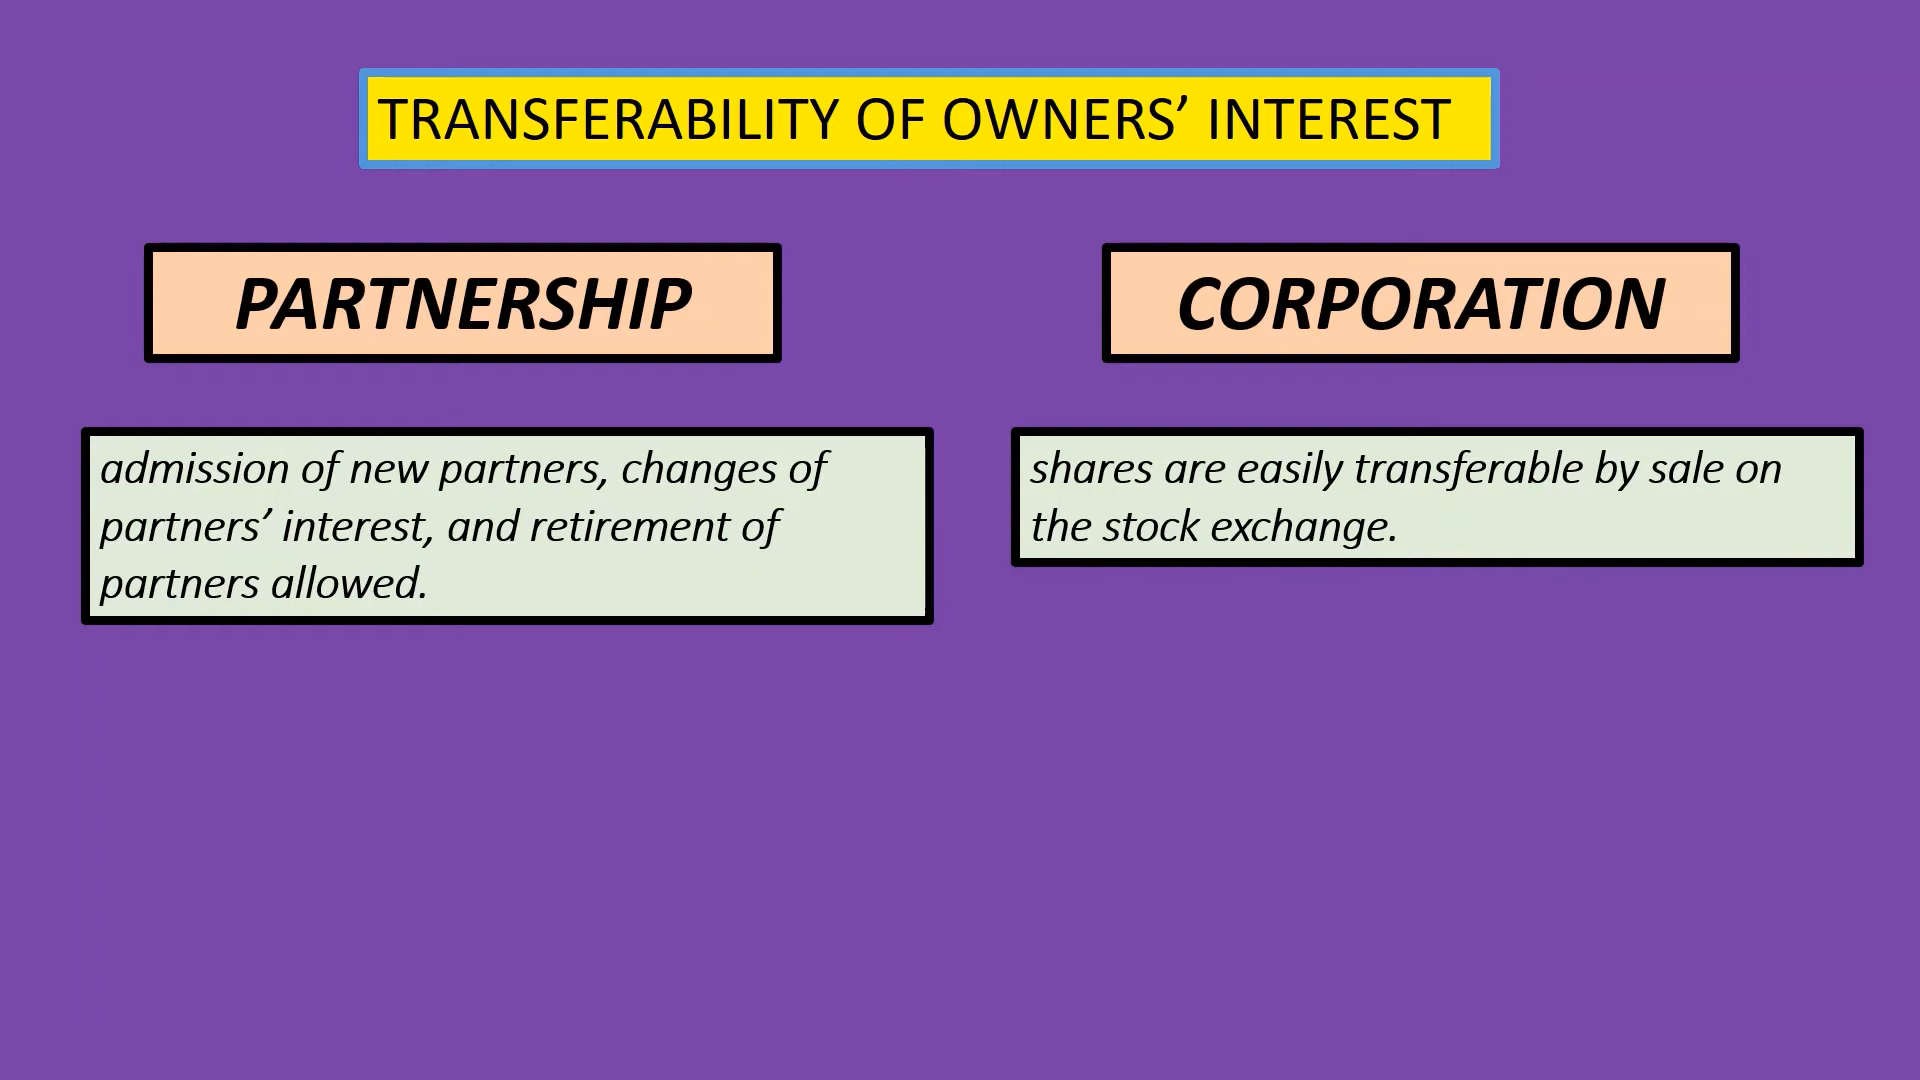 TRANSFERABILITY OF OWNERS’ INTEREST
PARTNERSHIP
admission of new partners, changes of
partners’ interest, and retirement of
partners allowed.
CORPORATION
shares are easily transferable by sale on
the stock exchange.